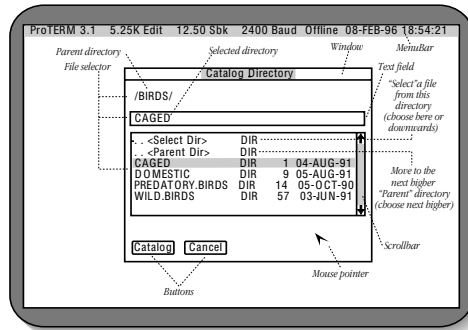 ProTERM 3.1 5.25K Edit 12.50 Sbk 2400 Baud Offline 08-FEB-96 18:54:21
Parent directory
Selected directory
Window
MenuBar
File selector
Text field
Catalog Directory
/BIRDS/
CAGED
"Select"a file
from this
directory
(choose here or
downwards)
. . <Select Dir> DIR
. . <Parent Dir> DIR
CAGED DIR 1 04-AUG-91
DOMESTIC DIR 9 05-AUG-91
PREDATORY.BIRDS DIR 14 05-OCT-90
WILD.BIRDS DIR 57 03-JUN-91
More to the
next higher
"Parent" directory
(choose next higher)
Scrollbar
Catalog Cancel
Mouse pointer
Buttons